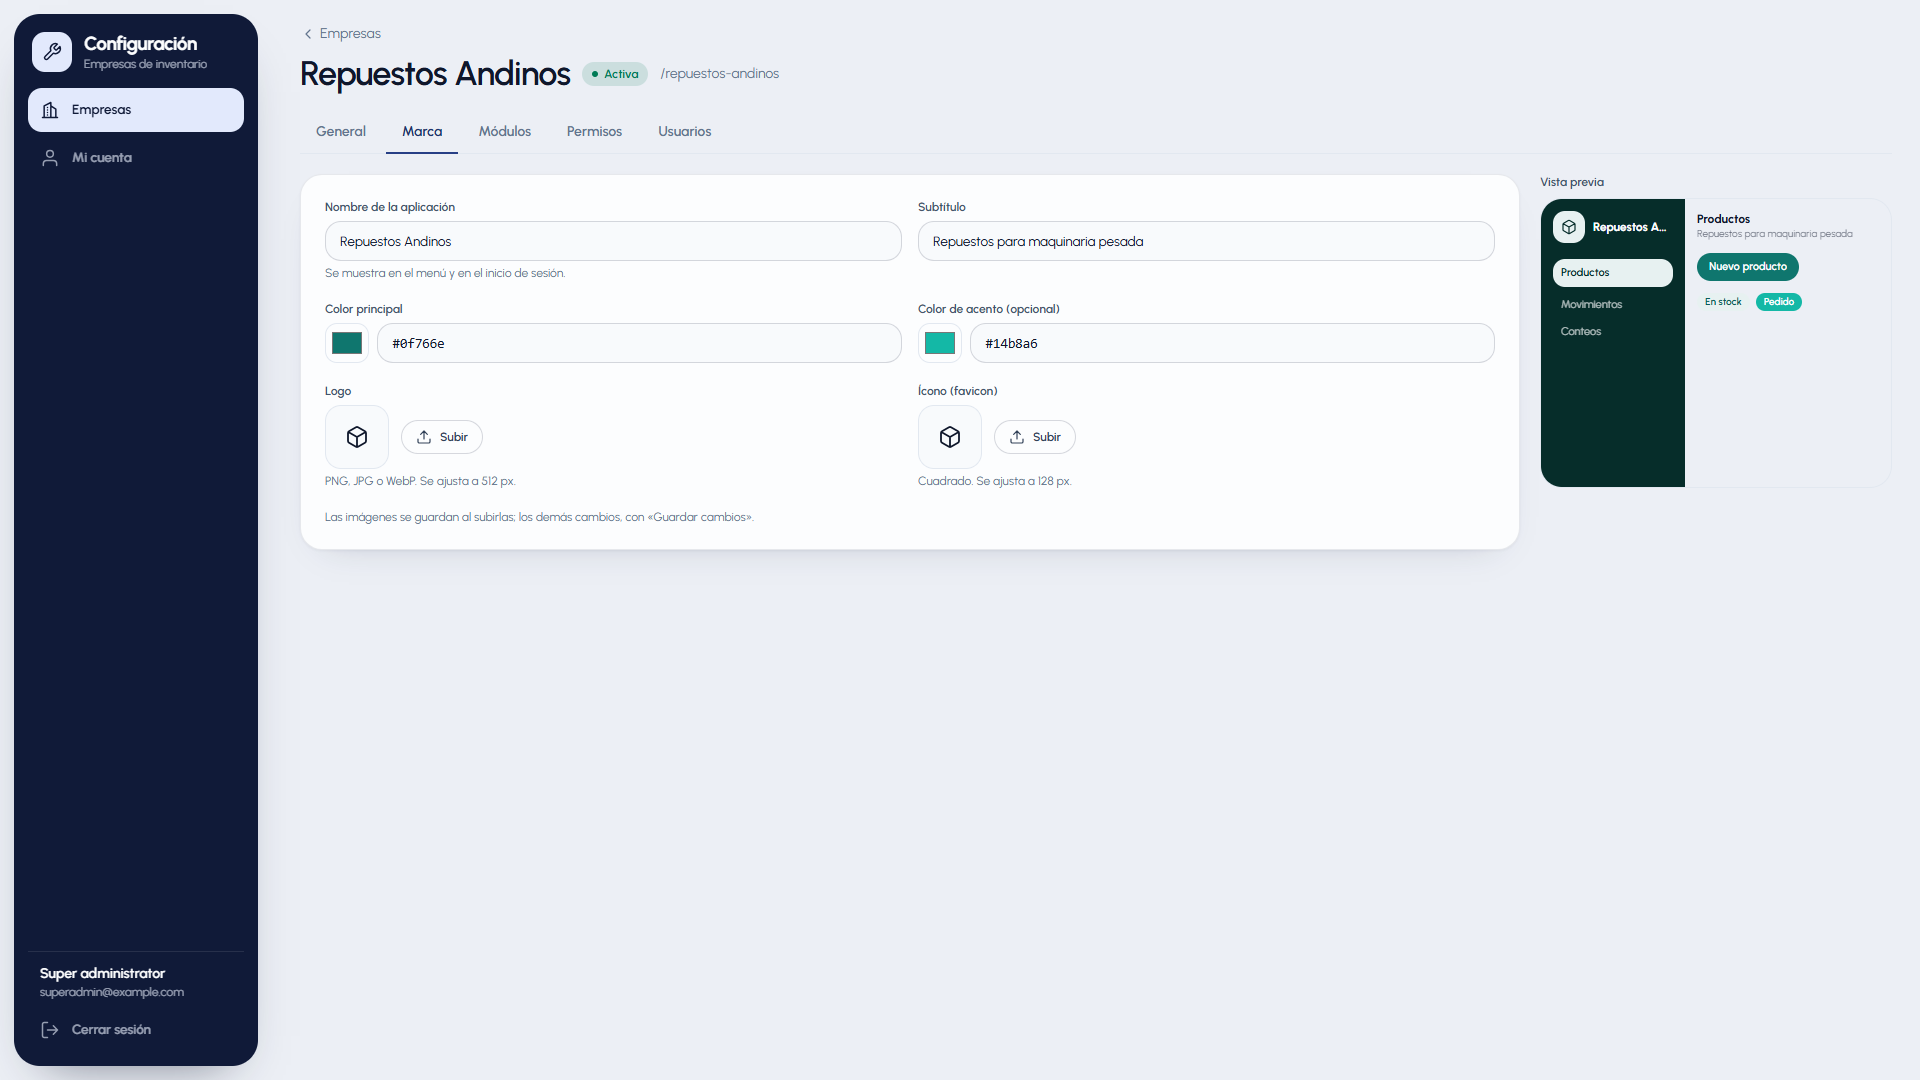 Configuración
Empresas de inventario
Empresas
Mi cuenta
Super administrator
superadmin@example.com
Cerrar sesión
Empresas
Repuestos Andinos
Activa
/repuestos-andinos
General
Marca
Módulos
Permisos
Usuarios
Nombre de la aplicación
Repuestos Andinos
Se muestra en el menú y en el inicio de sesión.
Subtítulo
Repuestos para maquinaria pesada
Color principal
#0f766e
Color de acento (opcional)
#14b8a6
Logo
Subir
PNG, JPG o WebP. Se ajusta a 512 px.
Ícono (favicon)
Subir
Cuadrado. Se ajusta a 128 px.
Las imágenes se guardan al subirlas; los demás cambios, con «Guardar cambios».
Vista previa
Repuestos A...
Productos
Movimientos
Conteos
Productos
Repuestos para maquinaria pesada
Nuevo producto
En stock
Pedido